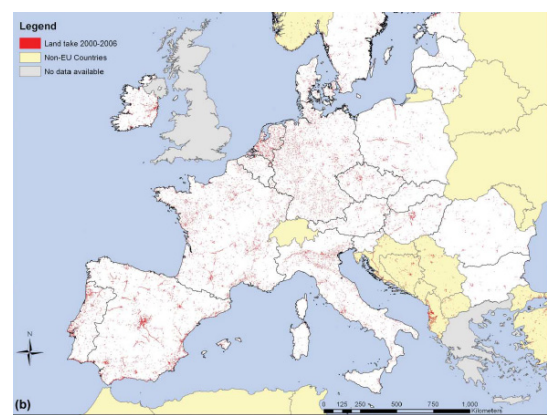 Legend
Land take 2000-2006
Non-EU Countries
No data available
N
(b)
0 125 250 500 750 1,000
Kilometers